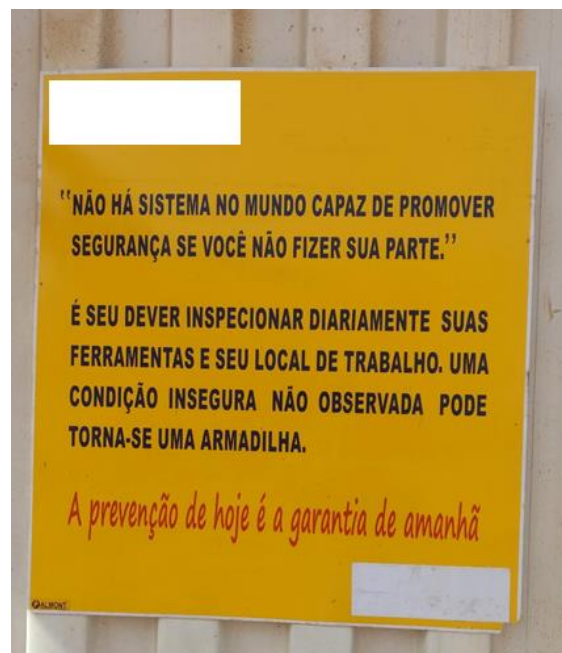 "NÃO HÁ SISTEMA NO MUNDO CAPAZ DE PROMOVER
SEGURANÇA SE VOCÊ NÃO FIZER SUA PARTE."
É SEU DEVER INSPECIONAR DIARIAMENTE SUAS
FERRAMENTAS E SEU LOCAL DE TRABALHO. UMA
CONDIÇÃO INSEGURA NÃO OBSERVADA PODE
TORNA-SE UMA ARMADILHA.
A prevenção de hoje é a garantia de amanhã
ALMONT